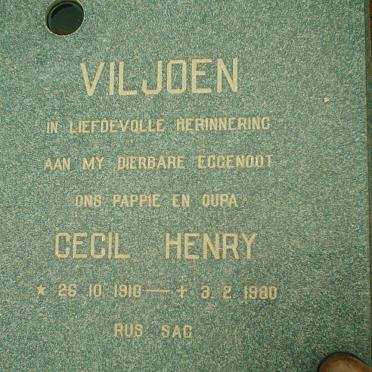 VILJOEN
IN LIEFDEVOLLE HERINNERING
AAN MY DIERBARE EGGENOOT
ONS PAPPIE EN OUPA
CECIL HENRY
★ 26. 10. 1910 — ✝ 3. 2. 1980
RUS SAG